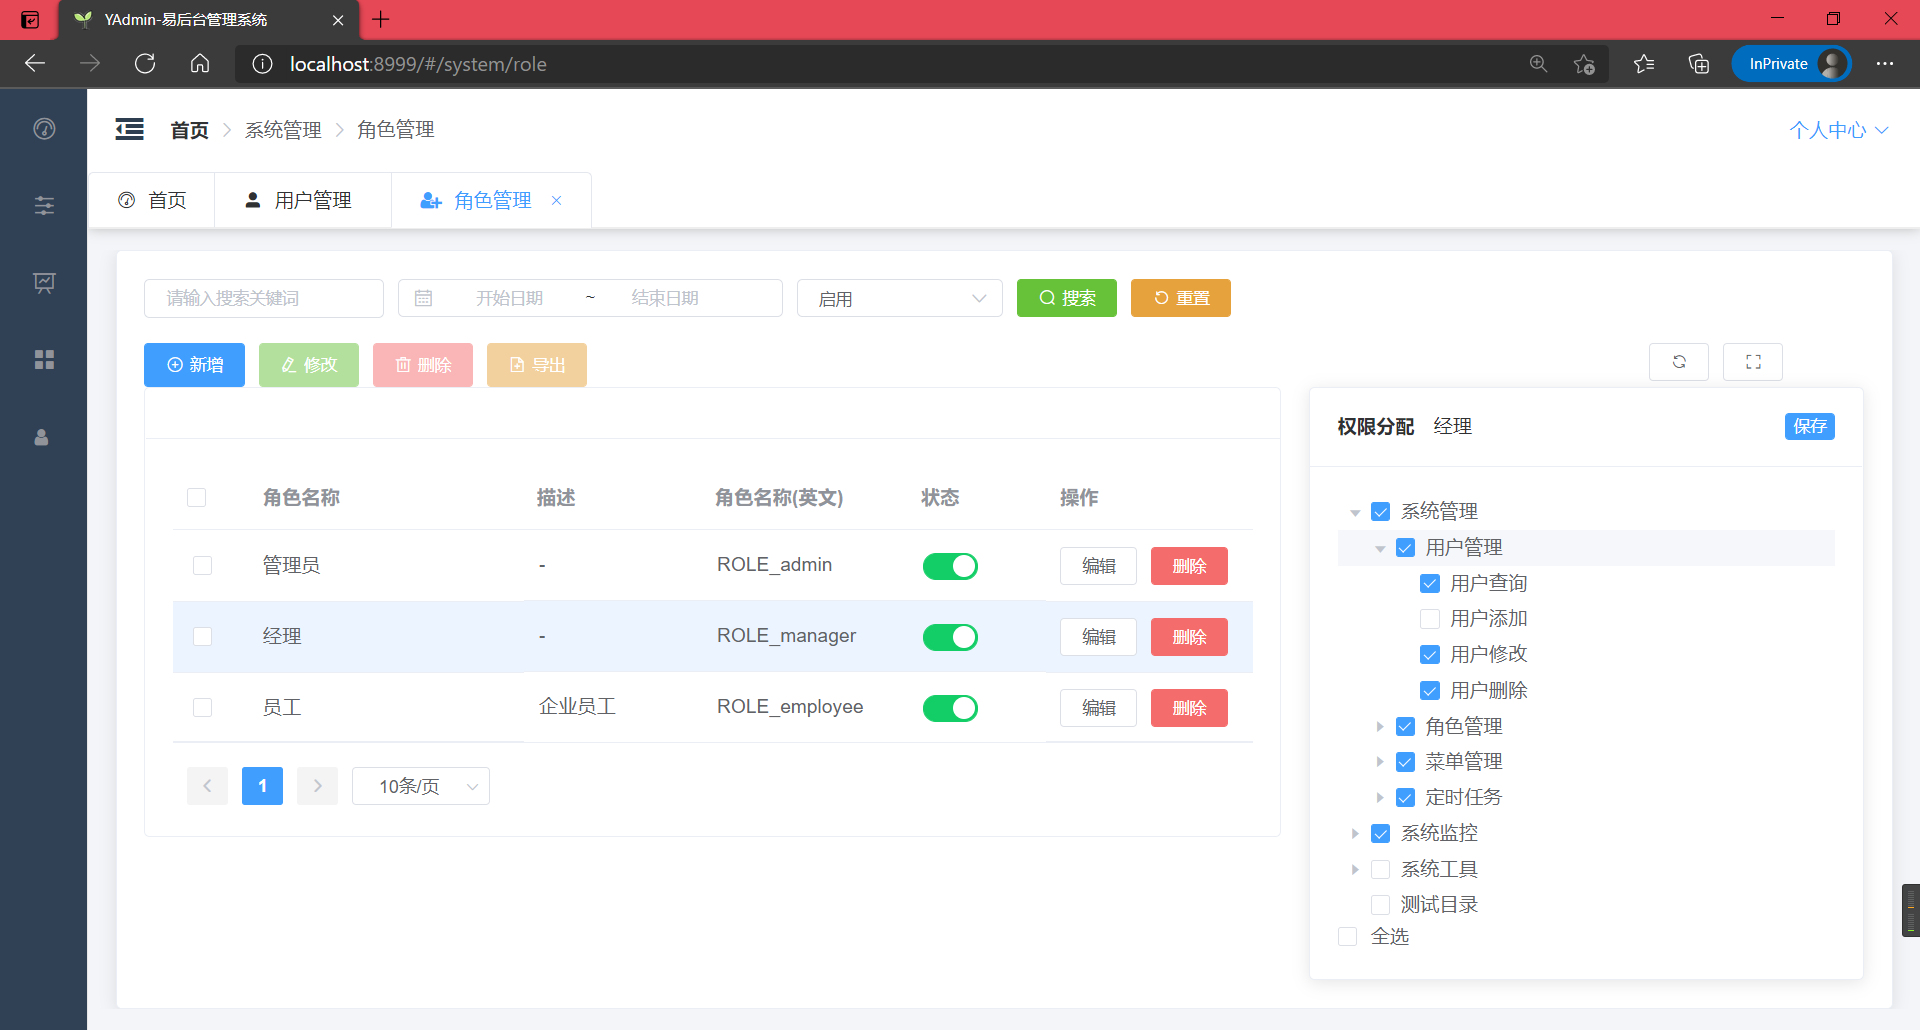 YAdmin-易后台管理系统
localhost:8999/#/system/role
InPrivate
首页 系统管理 角色管理
个人中心
首页 用户管理 角色管理
请输入搜索关键词 开始日期 ~ 结束日期 启用 搜索 重置
新增 修改 删除 导出
权限分配 经理 保存
角色名称 描述 角色名称(英文) 状态 操作
管理员 - ROLE_admin 编辑 删除
经理 - ROLE_manager 编辑 删除
员工 企业员工 ROLE_employee 编辑 删除
1 10条/页
系统管理
用户管理
用户查询
用户添加
用户修改
用户删除
角色管理
菜单管理
定时任务
系统监控
系统工具
测试目录
全选